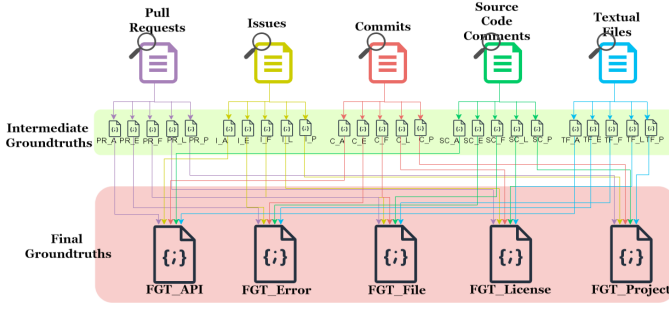 Pull
Requests
Issues
Commits
Source
Code
Comments
Textual
Files
Intermediate
Groundtruths
PR_A PR_E PR_F PR_L PR_P
I_A I_E I_F I_L I_P
C_A C_E C_F C_L C_P
SC_A SC_E SC_F SC_L SC_P
TF_A TF_E TF_F TF_L TF_P
Final
Groundtruths
{;} {;} {;} {;} {;}
FGT_API FGT_Error FGT_File FGT_License FGT_Project